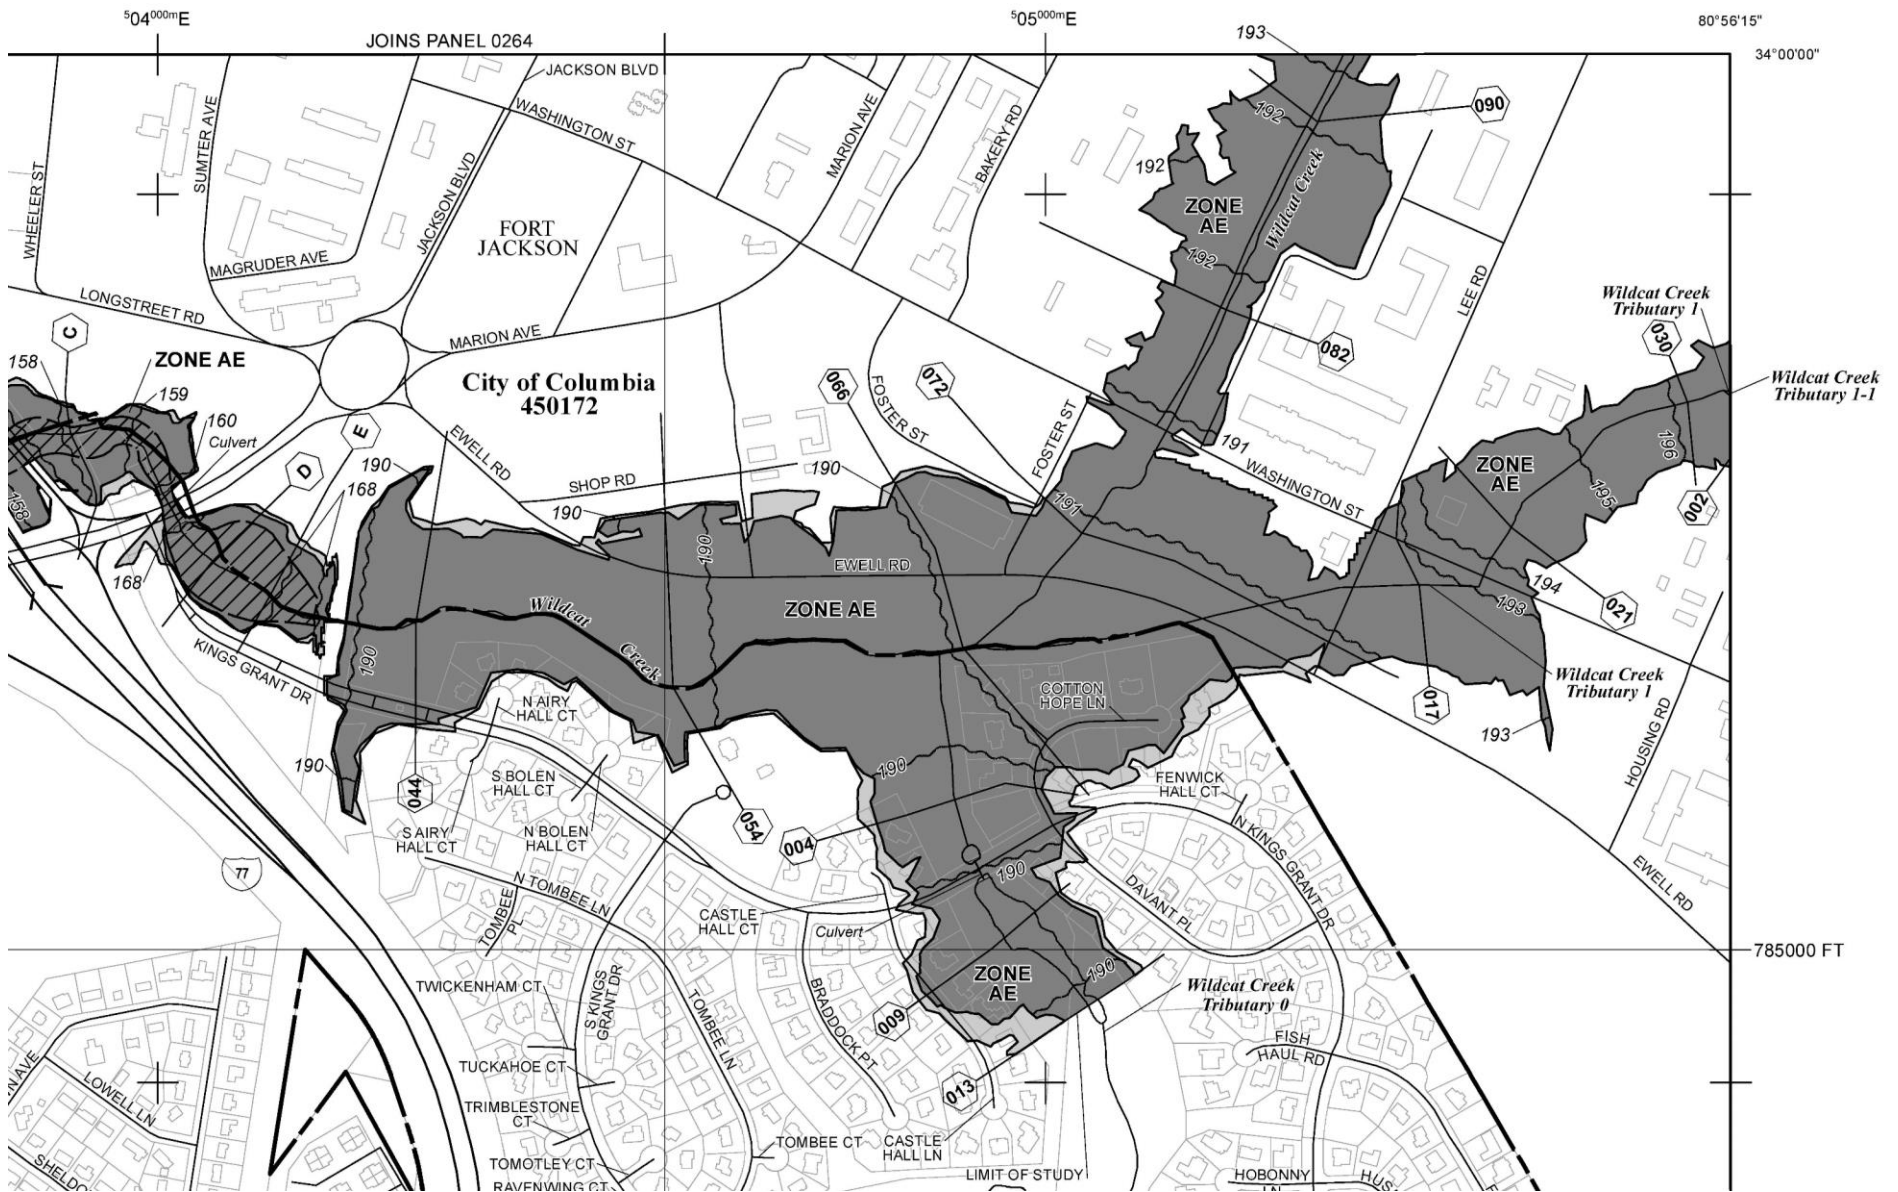 504000mE
505000mE
80°56'15"
JOINS PANEL 0264
34°00'00"
193
JACKSON BLVD
WASHINGTON ST
SUMTER AVE
WHEELER ST
MARION AVE
BAKERY RD
192
090
192
Wildcat Creek
ZONE
AE
JACKSON BLVD
FORT
JACKSON
MAGRUDER AVE
192
LEE RD
LONGSTREET RD
MARION AVE
Wildcat Creek
Tributary 1
030
C
158
ZONE AE
159
160
Culvert
City of Columbia
450172
066
072
082
Wildcat Creek
Tributary 1-1
FOSTER ST
FOSTER ST
E
D
190
168
EWELL RD
SHOP RD
190
190
191
WASHINGTON ST
196
ZONE
AE
195
002
158
191
190
EWELL RD
168
194
193
021
Wildcat
Creek
ZONE AE
190
KINGS GRANT DR
Wildcat Creek
Tributary 1
COTTON
HOPE LN
N AIRY
HALL CT
017
193
HOUSING RD
190
044
S BOLEN
HALL CT
190
FENWICK
HALL CT
S AIRY
HALL CT
N BOLEN
HALL CT
054
004
N KINGS GRANT DR
77
N TOMBEE LN
TOMBEE
PL
190
DAVANT PL
EWELL RD
CASTLE
HALL CT
Culvert
785000 FT
TWICKENHAM CT
S KINGS
GRANT DR
TOMBEE LN
BRADDOCK PT
ZONE
AE
190
009
Wildcat Creek
Tributary 0
FISH
HAUL RD
TUCKAHOE CT
N AVE
LOWELL LN
013
TRIMBLESTONE
CT
TOMBEE CT
CASTLE
HALL LN
TOMOTLEY CT
LIMIT OF STUDY
HOBONNY
LN
SHELDO
RAVENWING CT
HUS